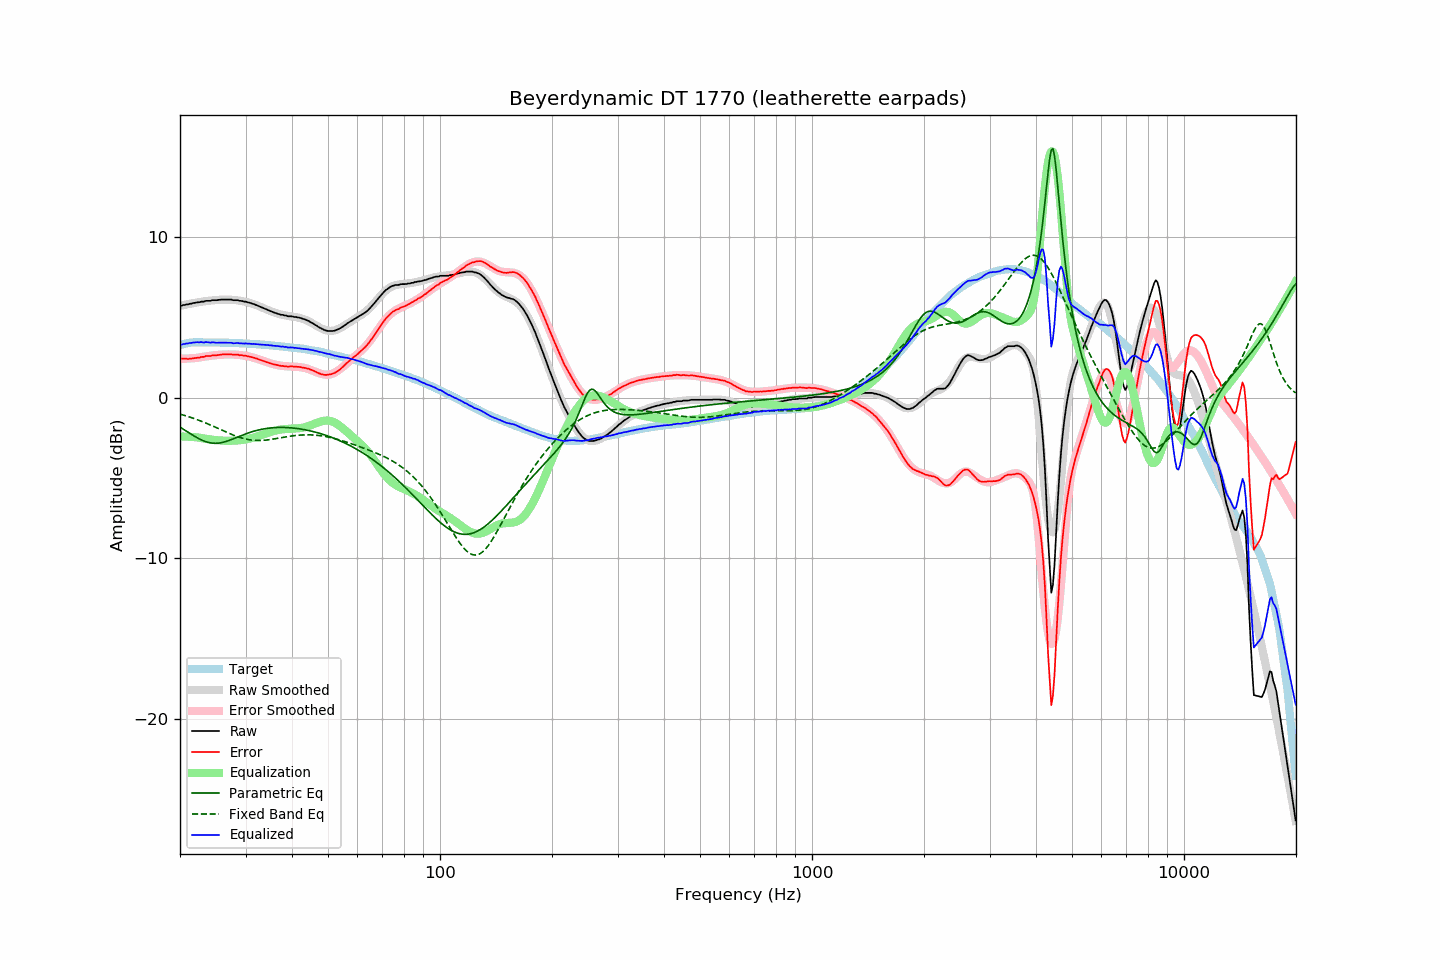 Beyerdynamic DT 1770 (leatherette earpads)
Amplitude (dBr)
10
0
−10
−20
Target
Raw Smoothed
Error Smoothed
Raw
Error
Equalization
Parametric Eq
Fixed Band Eq
Equalized
100
1000
10000
Frequency (Hz)